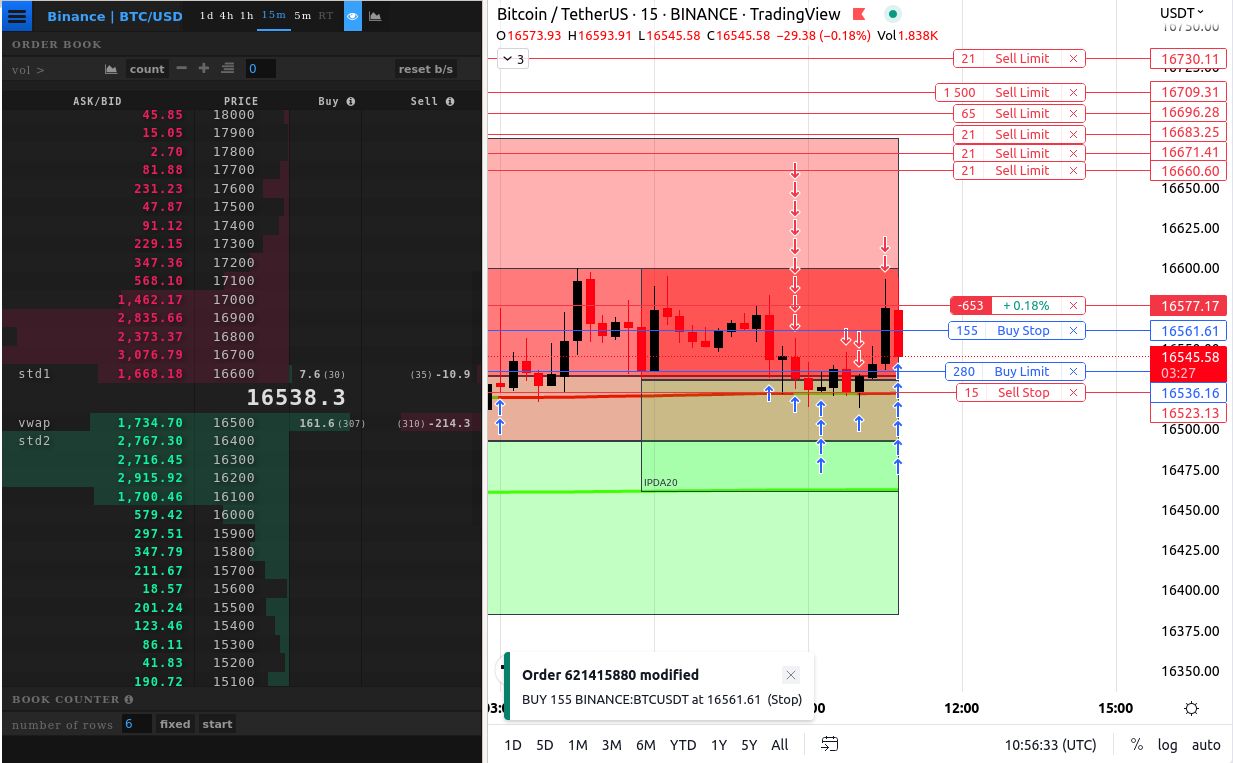 Binance | BTC/USD 1d 4h 1h 15m 5m RT
ORDER BOOK
vol > count 0 reset b/s
ASK/BID PRICE Buy Sell
45.85 18000
15.05 17900
2.70 17800
81.88 17700
231.23 17600
47.87 17500
91.12 17400
229.15 17300
347.36 17200
568.10 17100
1,462.17 17000
2,835.66 16900
2,373.37 16800
3,076.79 16700
std1 1,668.18 16600 7.6(30) (35)-10.9
16538.3
vwap 1,734.70 16500 161.6(307) (310)-214.3
std2 2,767.30 16400
2,716.45 16300
2,915.92 16200
1,700.46 16100
579.42 16000
297.51 15900
347.79 15800
211.67 15700
18.57 15600
201.24 15500
123.46 15400
86.11 15300
41.83 15200
190.72 15100
BOOK COUNTER
number of rows 6 fixed start
Bitcoin / TetherUS · 15 · BINANCE · TradingView
O16573.93 H16593.91 L16545.58 C16545.58 −29.38 (−0.18%) Vol1.838K
3
USDT
21 Sell Limit × 16730.11
1 500 Sell Limit × 16709.31
65 Sell Limit × 16696.28
21 Sell Limit × 16683.25
21 Sell Limit × 16671.41
21 Sell Limit × 16660.60
16650.00
16625.00
16600.00
-653 + 0.18% × 16577.17
155 Buy Stop × 16561.61
16545.58
03:27
280 Buy Limit × 16536.16
15 Sell Stop × 16523.13
16500.00
16475.00
16450.00
16425.00
16400.00
16375.00
16350.00
IPDA20
Order 621415880 modified
BUY 155 BINANCE:BTCUSDT at 16561.61 (Stop)
12:00 15:00
1D 5D 1M 3M 6M YTD 1Y 5Y All 10:56:33 (UTC) % log auto